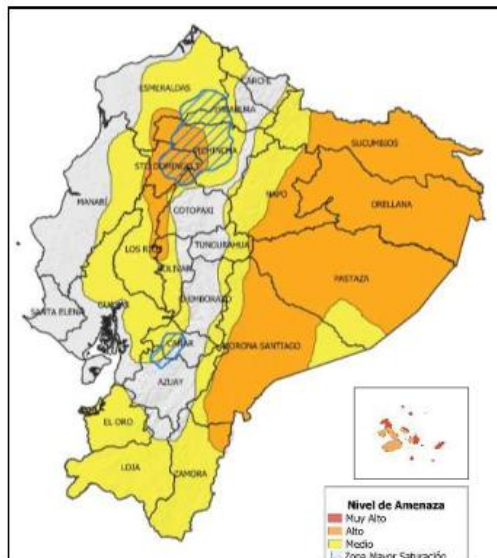 ESMERALDAS
CARCHI
IMBABURA
SUCUMBIOS
PICHINCHA
STO DOMINGO T
NAPO
ORELLANA
MANABÍ
COTOPAXI
TUNGURAHUA
LOS RIOS
PASTAZA
BOLIVAR
SANTA ELENA
GUAYAS
CHIMBORAZO
MORONA SANTIAGO
CAÑAR
AZUAY
EL ORO
LOJA
ZAMORA
Nivel de Amenaza
Muy Alto
Alto
Medio
Zona Mayor Saturación